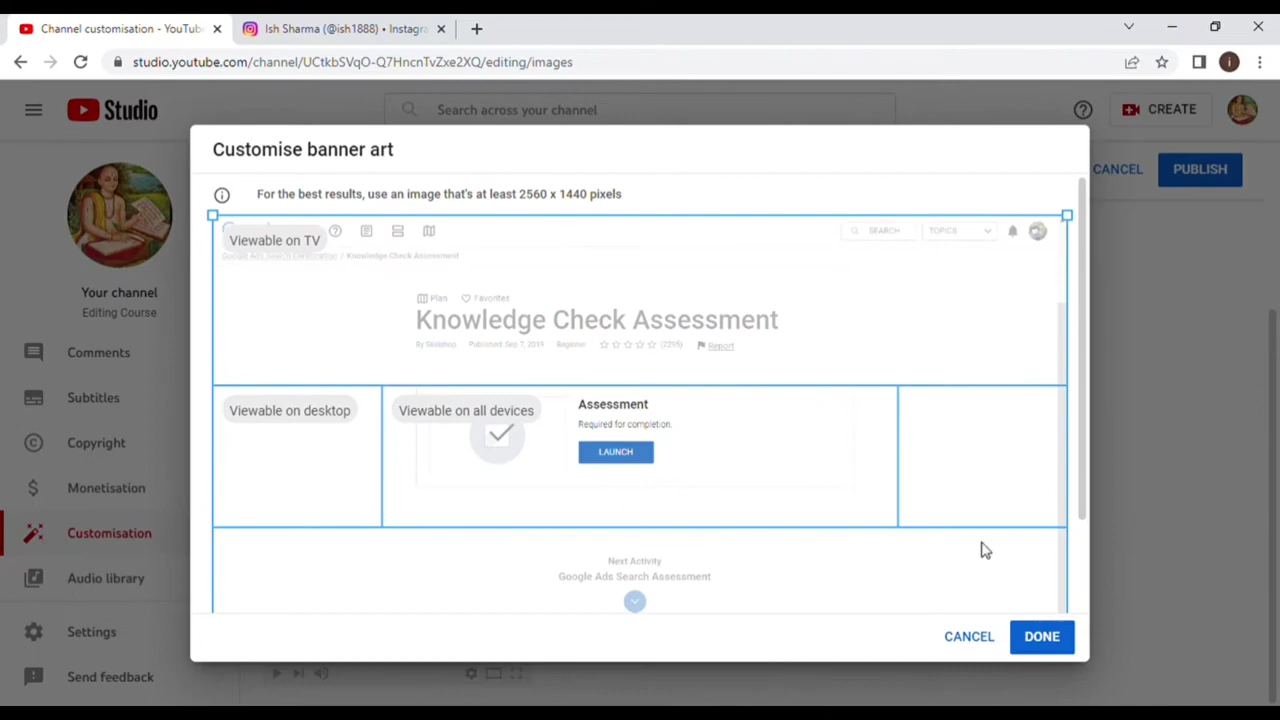 Channel customisation - YouTube
Ish Sharma (@ish1888) • Instagra
studio.youtube.com/channel/UCtkbSVqO-Q7HncnTvZxe2XQ/editing/images
Studio
Search across your channel
CREATE
Customise banner art
CANCEL
PUBLISH
For the best results, use an image that's at least 2560 x 1440 pixels
Viewable on TV
SEARCH
TOPICS
Google Ads Search Certification / Knowledge Check Assessment
Your channel
Editing Course
Plan
Favorites
Knowledge Check Assessment
By Skillshop
Published: Sep 7, 2019
Beginner
(2295)
Report
Comments
Subtitles
Copyright
Monetisation
Customisation
Audio library
Settings
Send feedback
Viewable on desktop
Viewable on all devices
Assessment
Required for completion.
LAUNCH
Next Activity
Google Ads Search Assessment
CANCEL
DONE